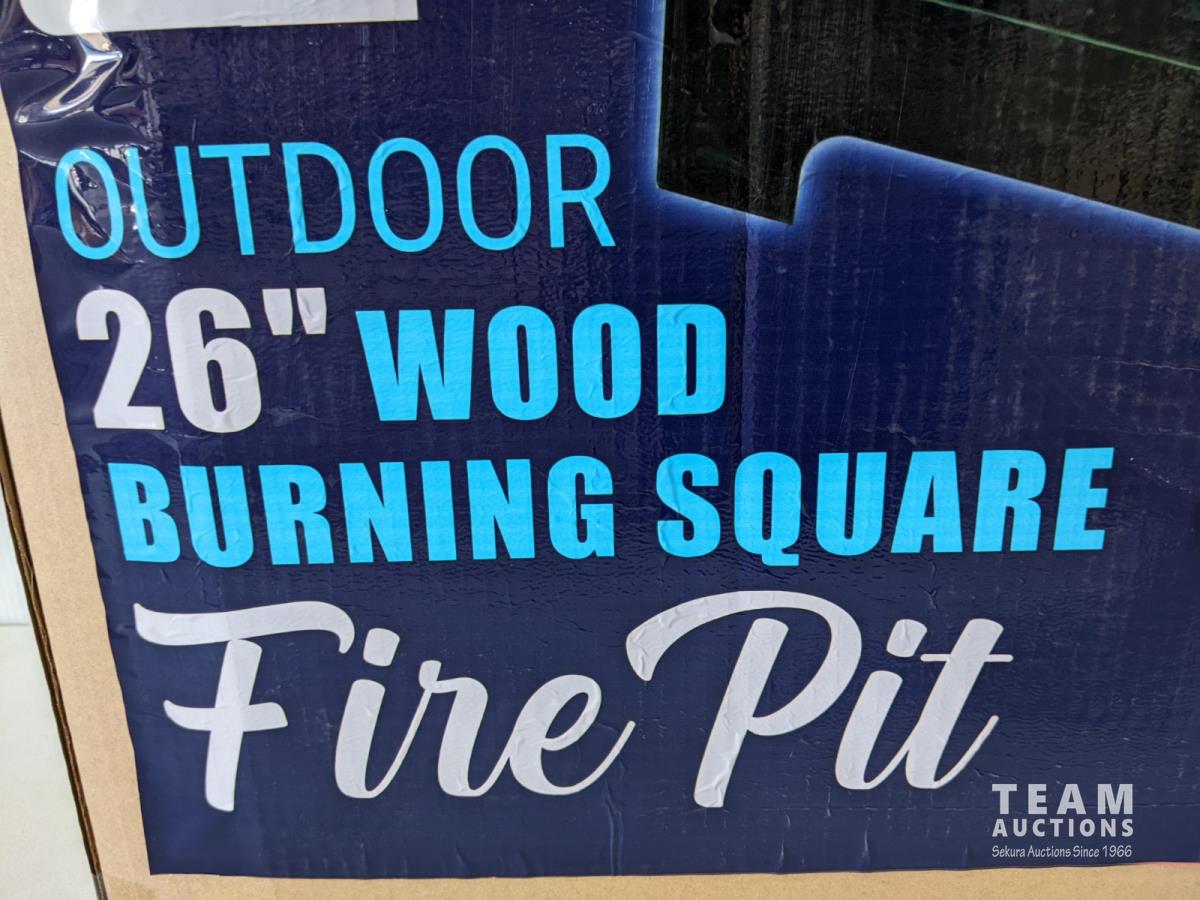 OUTDOOR
26" WOOD
BURNING SQUARE
Fire Pit
TEAM
AUCTIONS
Sekura Auctions Since 1966